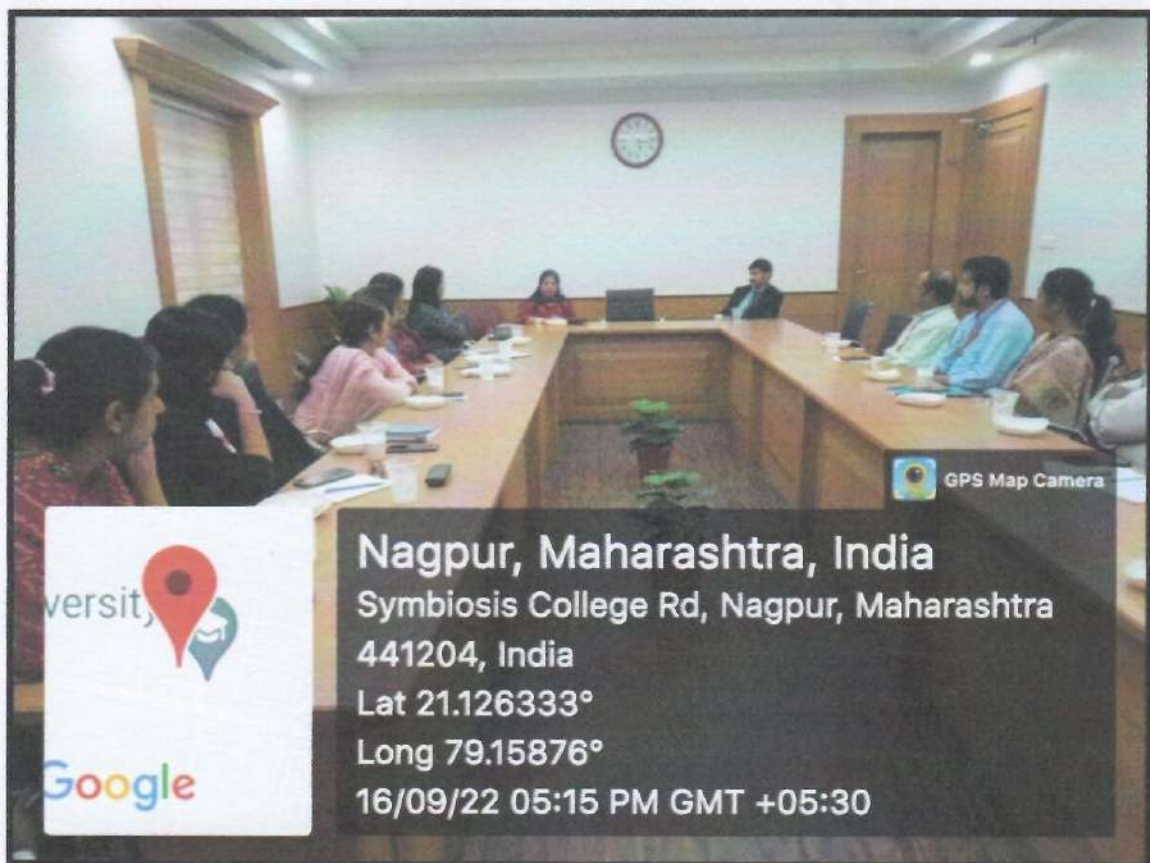 GPS Map Camera
Nagpur, Maharashtra, India
Symbiosis College Rd, Nagpur, Maharashtra
441204, India
Lat 21.126333°
Long 79.15876°
16/09/22 05:15 PM GMT +05:30
versity
Google